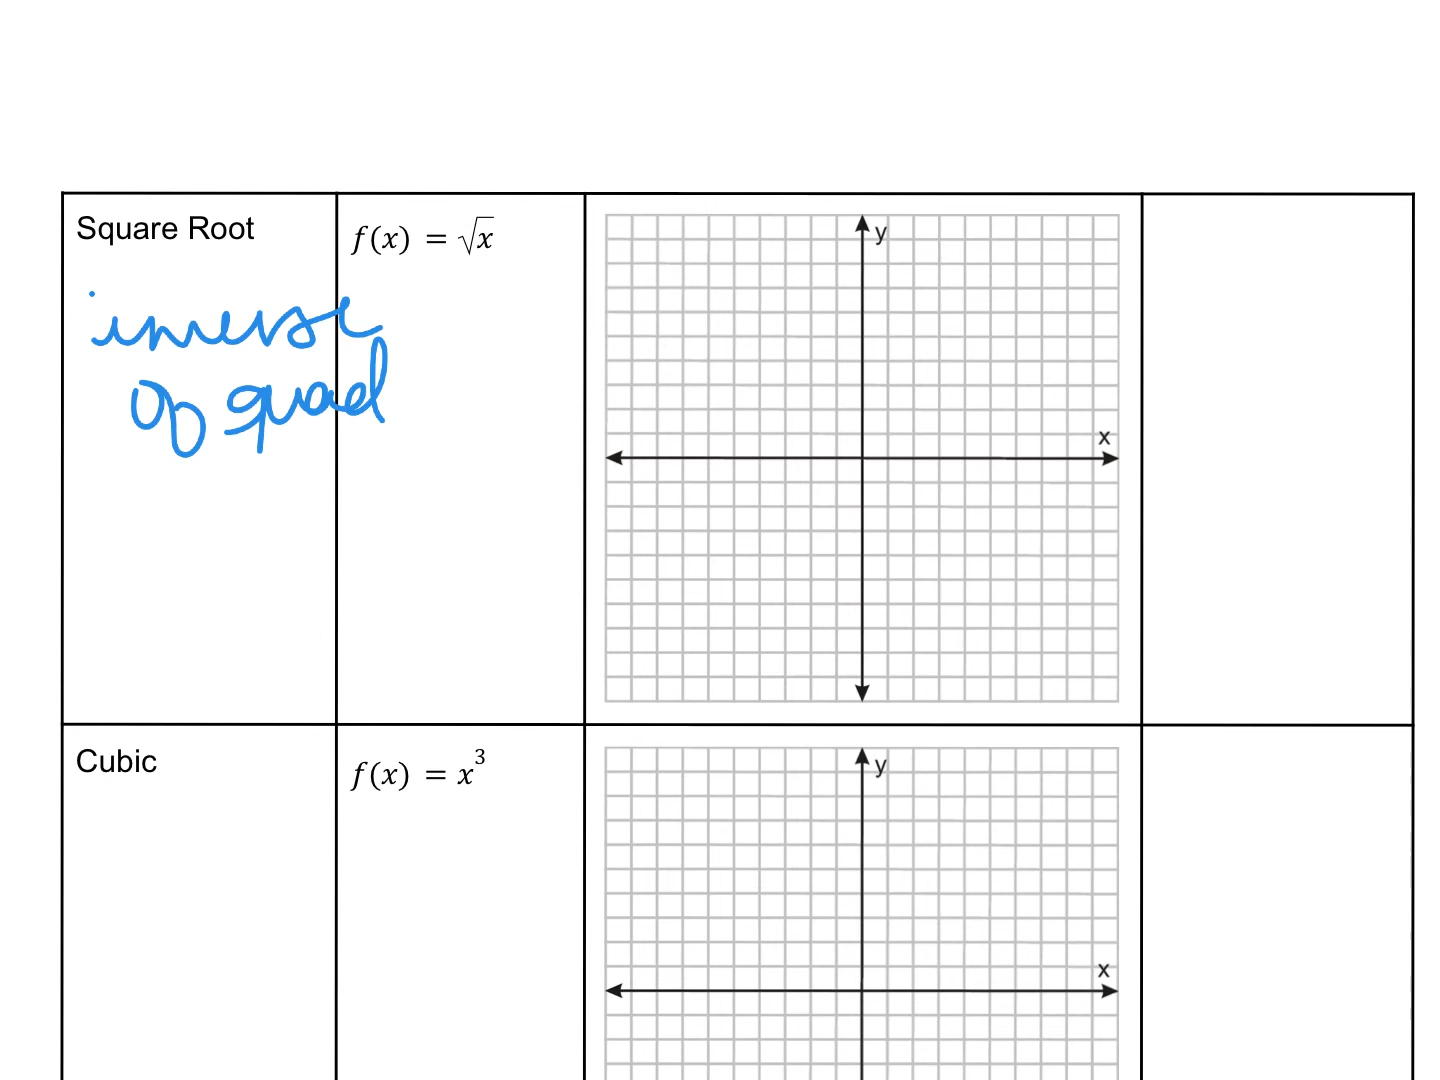 Square Root
f(x) = √x
inverse
of quad
y
x
Cubic
f(x) = x³
y
x